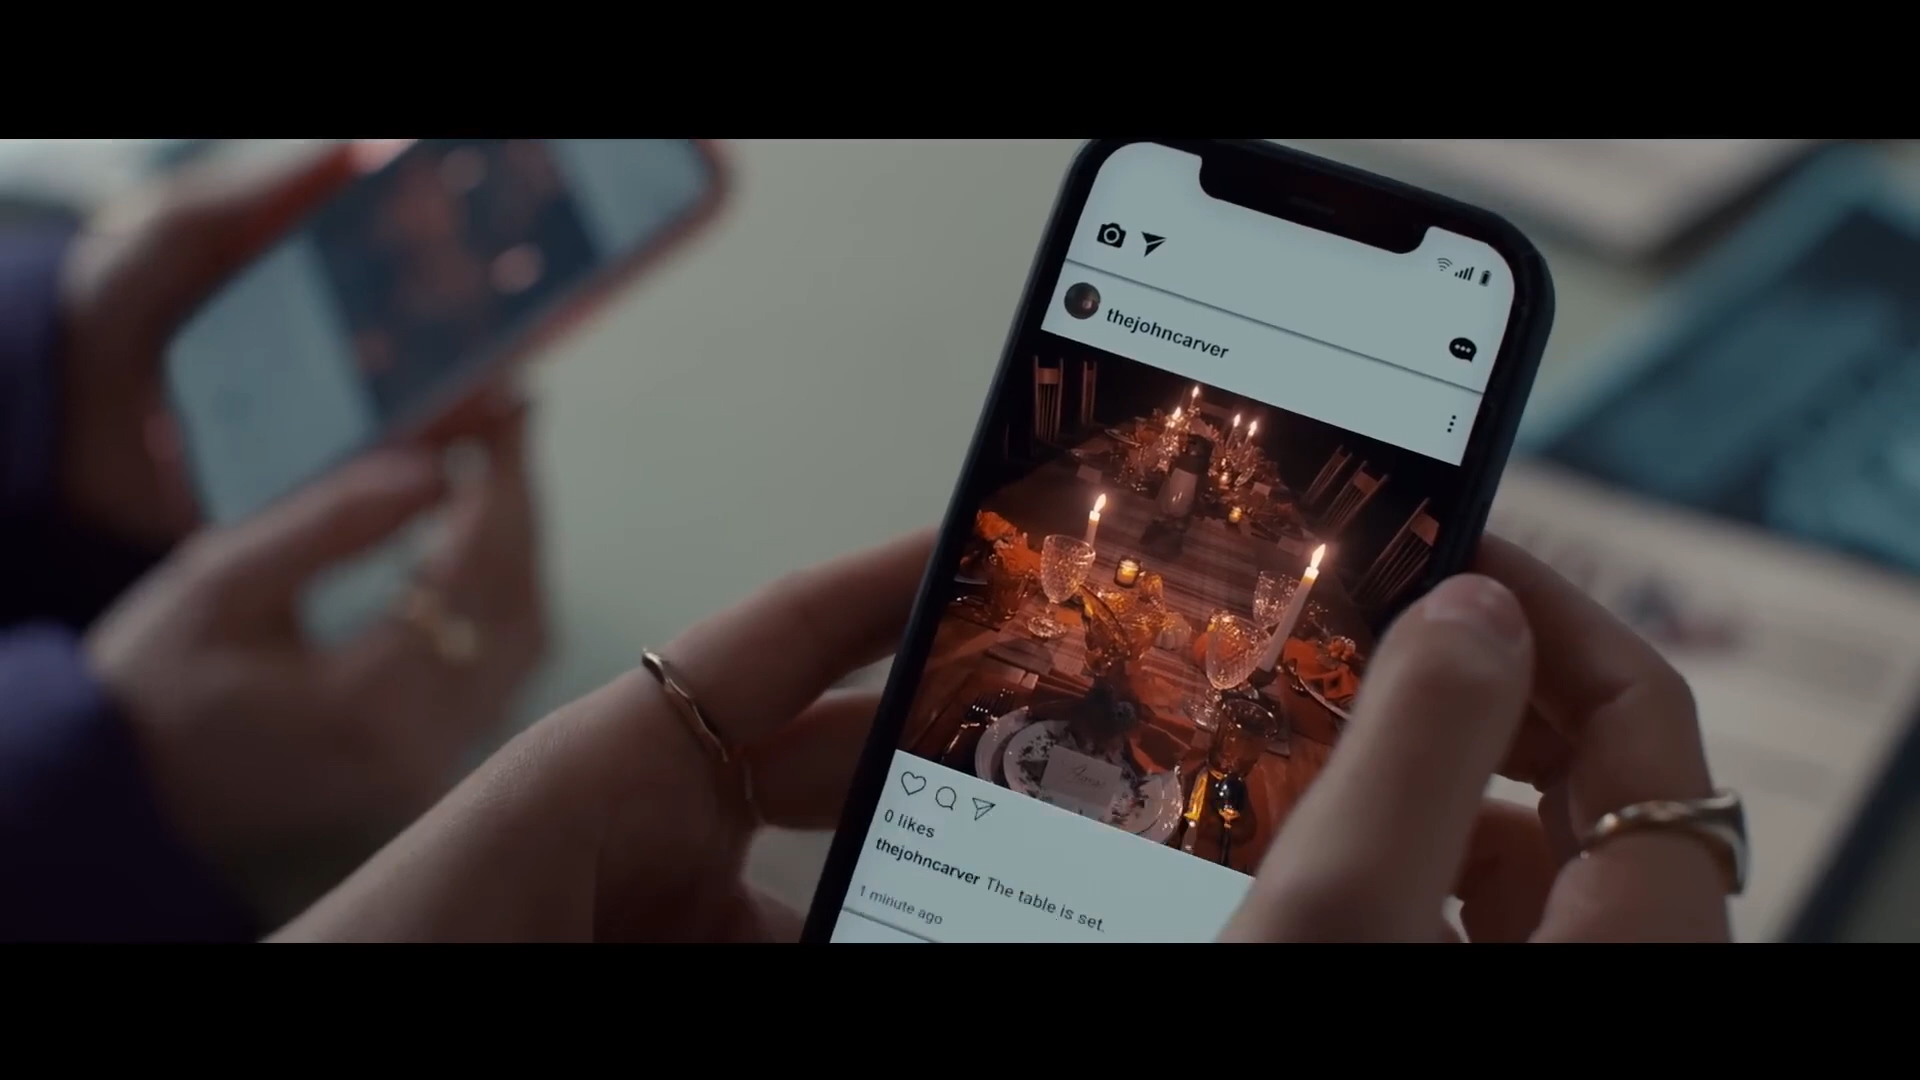 thejohncarver
0 likes
thejohncarver The table is set.
1 minute ago